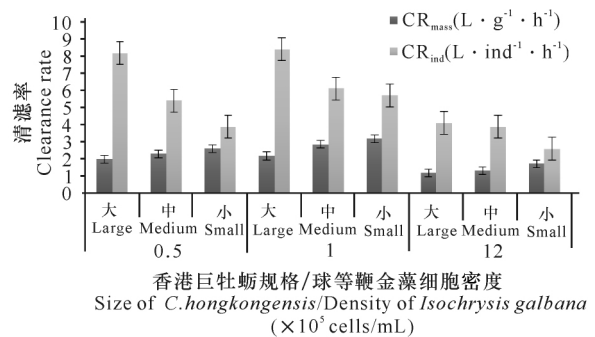 10
9
8
7
6
5
4
3
2
1
0
清滤率
Clearance rate
CRmass(L·g⁻¹·h⁻¹)
CRind(L·ind⁻¹·h⁻¹)
大 中 小 大 中 小 大 中 小
Large Medium Small Large Medium Small Large Medium Small
0.5 1 12
香港巨牡蛎规格/球等鞭金藻细胞密度
Size of C.hongkongensis/Density of Isochrysis galbana
(×10⁵cells/mL)